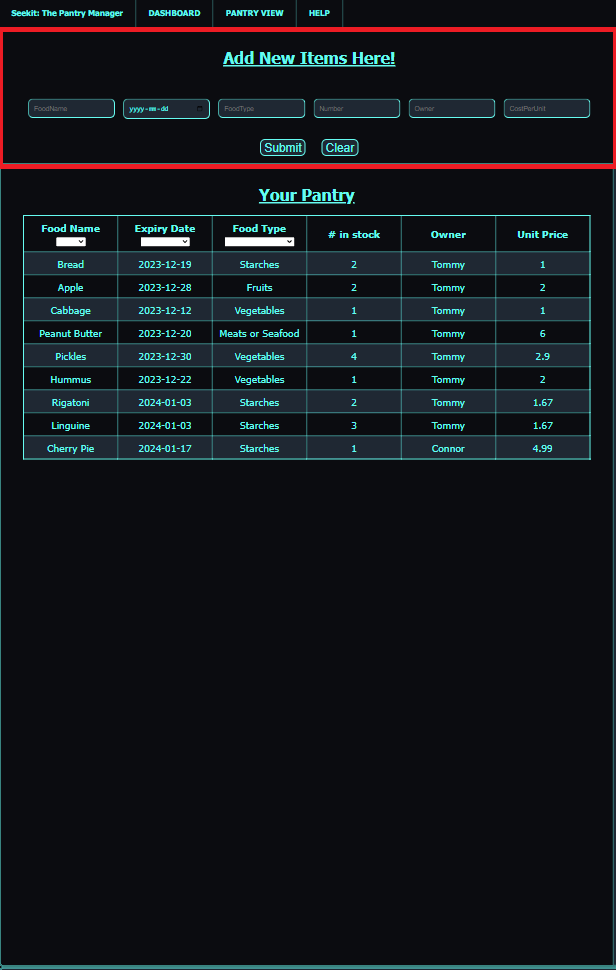 Seekit: The Pantry Manager DASHBOARD PANTRY VIEW HELP
Add New Items Here!
FoodName yyyy-mm-dd FoodType Number Owner CostPerUnit
Submit Clear
Your Pantry
Food Name Expiry Date Food Type # in stock Owner Unit Price
Bread 2023-12-19 Starches 2 Tommy 1
Apple 2023-12-28 Fruits 2 Tommy 2
Cabbage 2023-12-12 Vegetables 1 Tommy 1
Peanut Butter 2023-12-20 Meats or Seafood 1 Tommy 6
Pickles 2023-12-30 Vegetables 4 Tommy 2.9
Hummus 2023-12-22 Vegetables 1 Tommy 2
Rigatoni 2024-01-03 Starches 2 Tommy 1.67
Linguine 2024-01-03 Starches 3 Tommy 1.67
Cherry Pie 2024-01-17 Starches 1 Connor 4.99